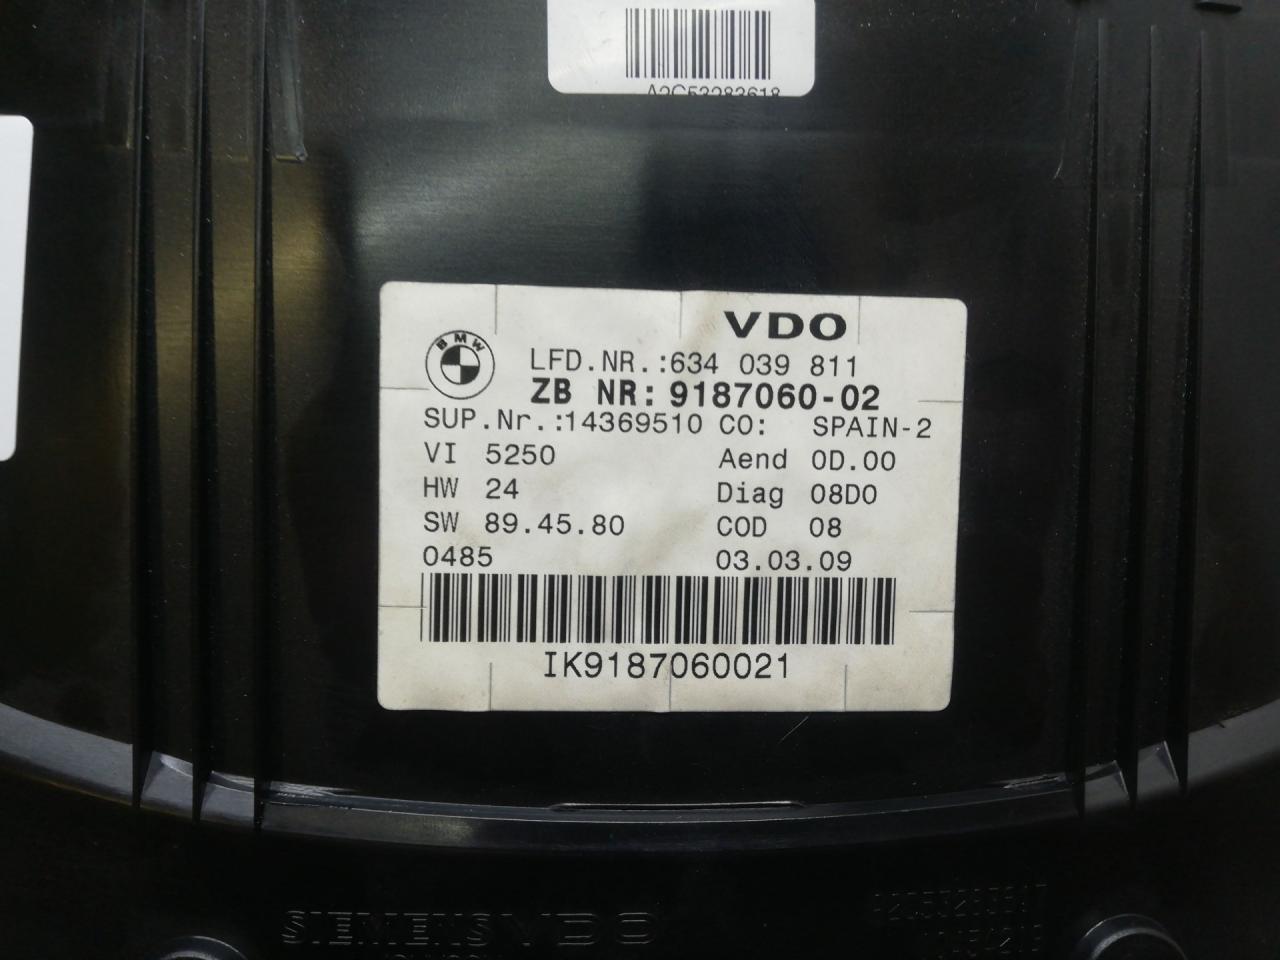 A2C53283618
VDO
BMW
LFD.NR.:634 039 811
ZB NR: 9187060-02
SUP.Nr.:14369510 CO: SPAIN-2
VI 5250 Aend 0D.00
HW 24 Diag 08D0
SW 89.45.80 COD 08
0485 03.03.09
IK9187060021
SIEMENS VDO